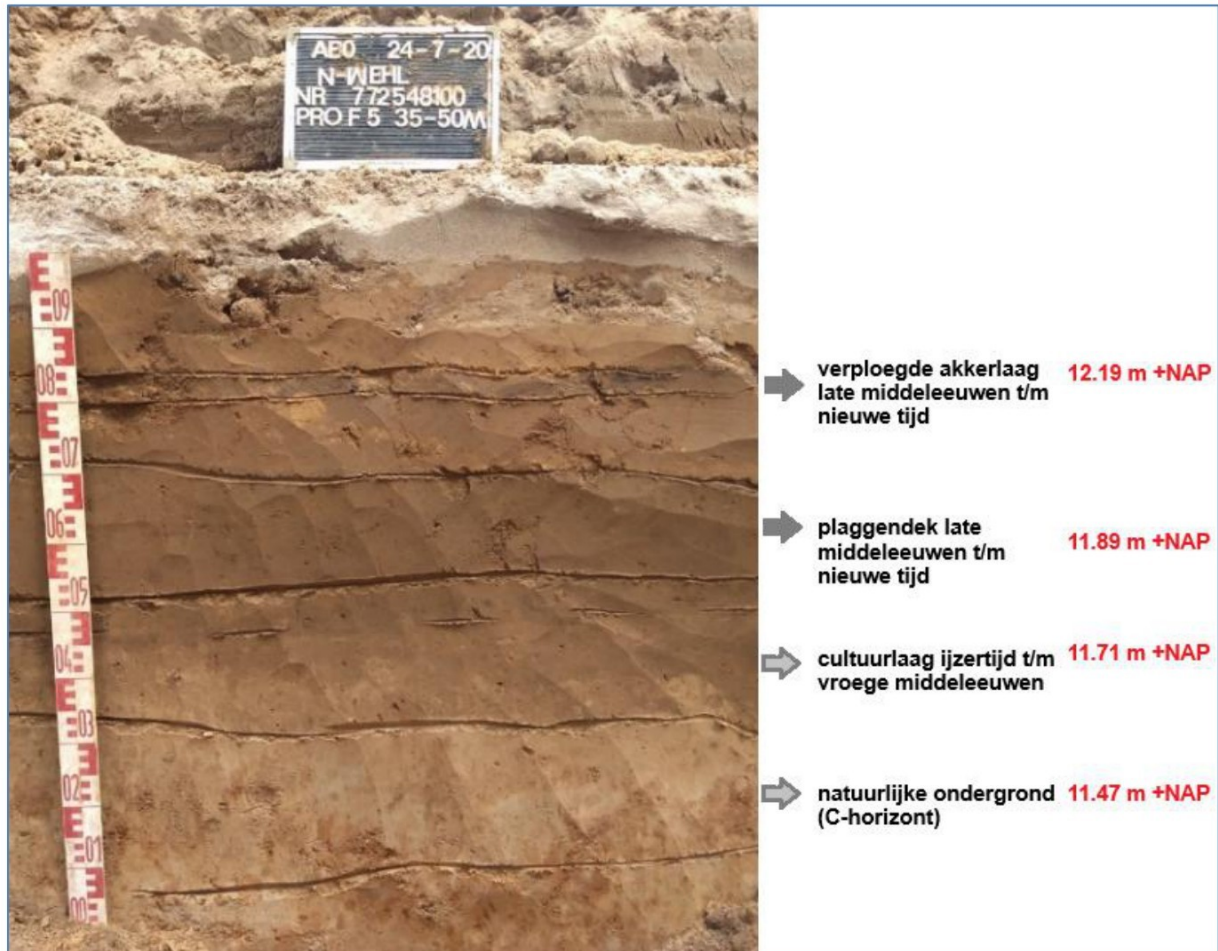 AEO 24-7-20
N-WEHL
NR 772548100
PROF 5 35-50M
09
08
07
06
05
04
03
02
01
00
verploegde akkerlaag 12.19 m +NAP
late middeleeuwen t/m
nieuwe tijd
plaggendek late
middeleeuwen t/m 11.89 m +NAP
nieuwe tijd
cultuurlaag ijzertijd t/m 11.71 m +NAP
vroege middeleeuwen
natuurlijke ondergrond 11.47 m +NAP
(C-horizont)